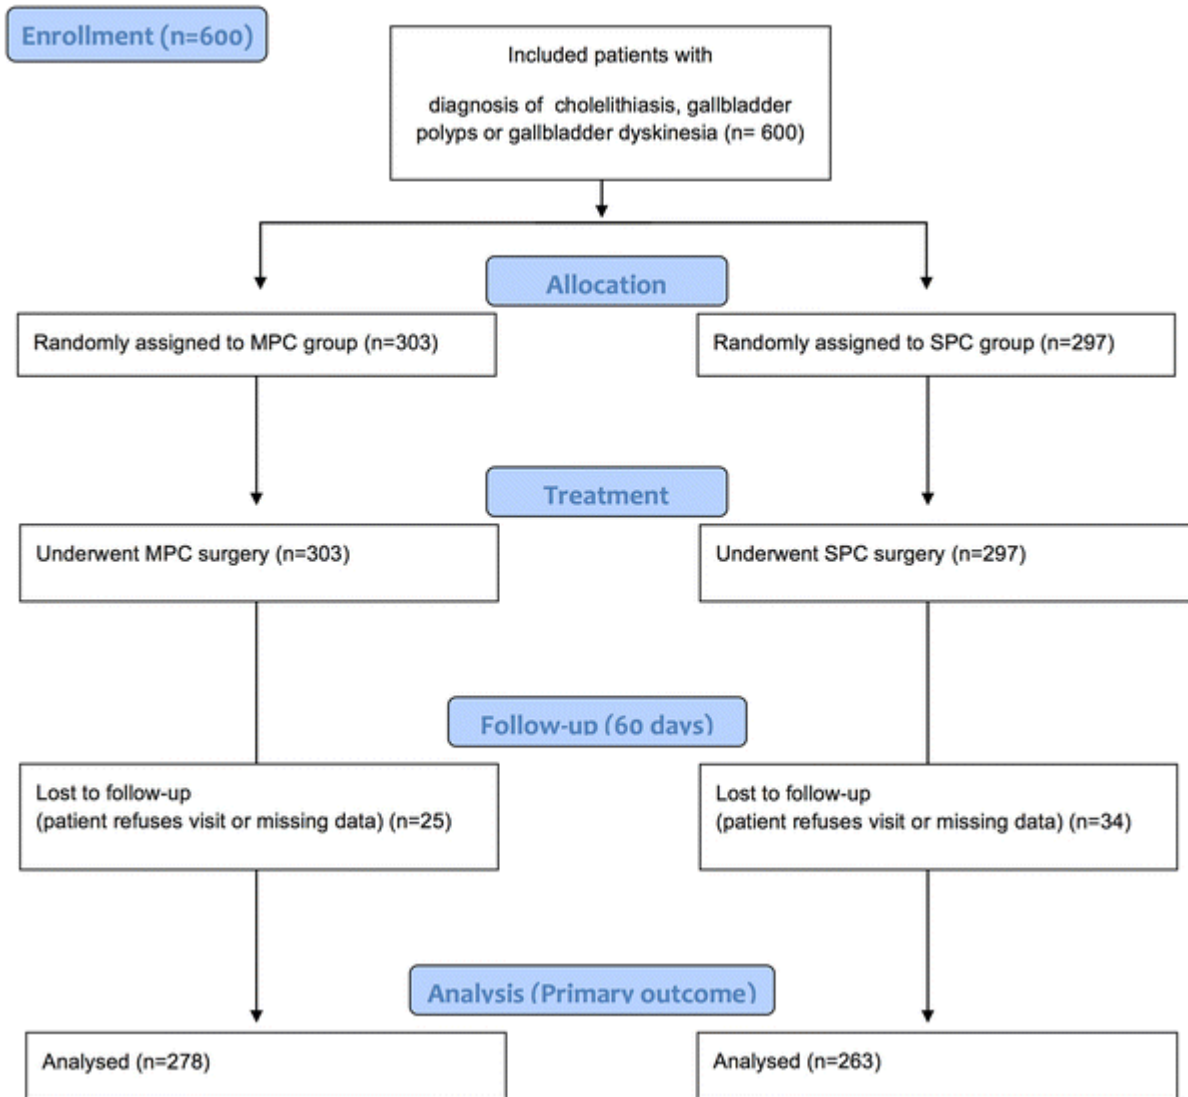 Enrollment (n=600)
Included patients with
diagnosis of cholelithiasis, gallbladder
polyps or gallbladder dyskinesia (n= 600)
Allocation
Randomly assigned to MPC group (n=303)
Randomly assigned to SPC group (n=297)
Treatment
Underwent MPC surgery (n=303)
Underwent SPC surgery (n=297)
Follow-up (60 days)
Lost to follow-up
(patient refuses visit or missing data) (n=25)
Lost to follow-up
(patient refuses visit or missing data) (n=34)
Analysis (Primary outcome)
Analysed (n=278)
Analysed (n=263)